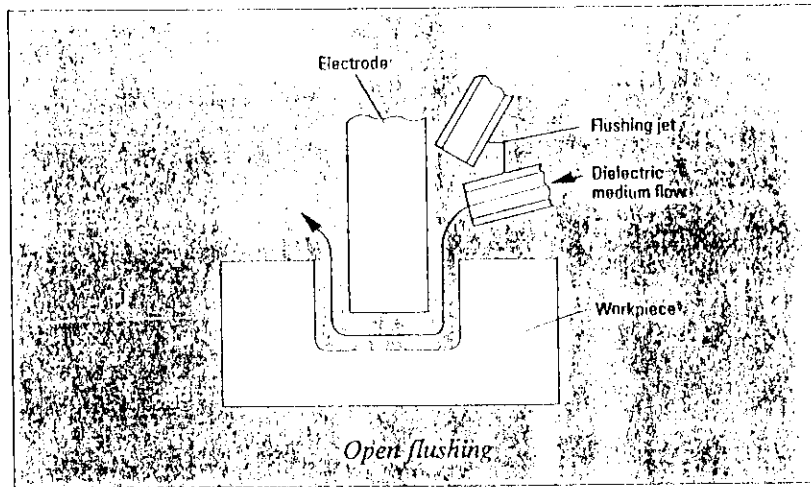 Electrode
Flushing jet
Dielectric
medium flow
Workpiece
Open flushing